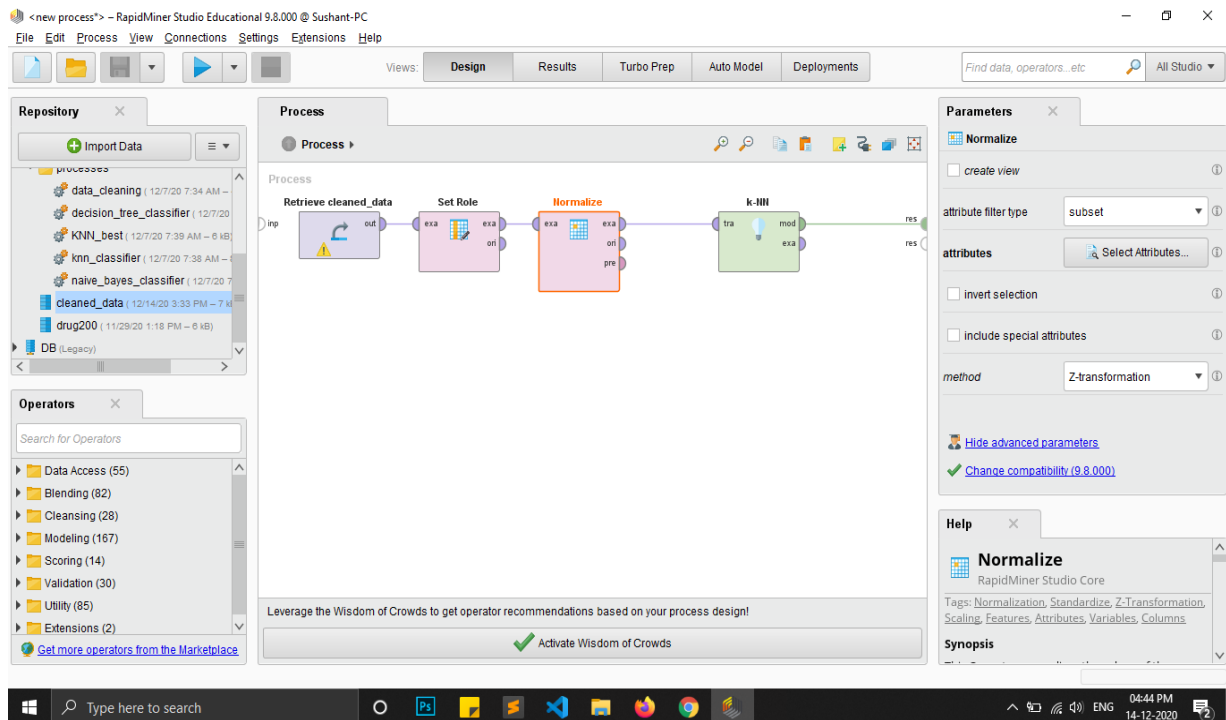 <new process*> – RapidMiner Studio Educational 9.8.000 @ Sushant-PC
File Edit Process View Connections Settings Extensions Help
Views: Design Results Turbo Prep Auto Model Deployments Find data, operators...etc All Studio
Repository
Import Data
processes
data_cleaning (12/7/20 7:34 AM –
decision_tree_classifier (12/7/20
KNN_best (12/7/20 7:39 AM – 6 kB)
knn_classifier (12/7/20 7:38 AM –
naive_bayes_classifier (12/7/20 7
cleaned_data (12/14/20 3:33 PM – 7 k
drug200 (11/29/20 1:18 PM – 6 kB)
DB (Legacy)
Operators
Search for Operators
Data Access (55)
Blending (82)
Cleansing (28)
Modeling (167)
Scoring (14)
Validation (30)
Utility (85)
Extensions (2)
Get more operators from the Marketplace
Process
Process
Process
Retrieve cleaned_data Set Role Normalize k-NN
inp out exa exa exa exa tra mod res
ori ori exa res
pre
Leverage the Wisdom of Crowds to get operator recommendations based on your process design!
Activate Wisdom of Crowds
Parameters
Normalize
create view
attribute filter type subset
attributes Select Attributes...
invert selection
include special attributes
method Z-transformation
Hide advanced parameters
Change compatibility (9.8.000)
Help
Normalize
RapidMiner Studio Core
Tags: Normalization, Standardize, Z-Transformation,
Scaling, Features, Attributes, Variables, Columns
Synopsis
Type here to search
Ps
ENG
04:44 PM
14-12-2020
2